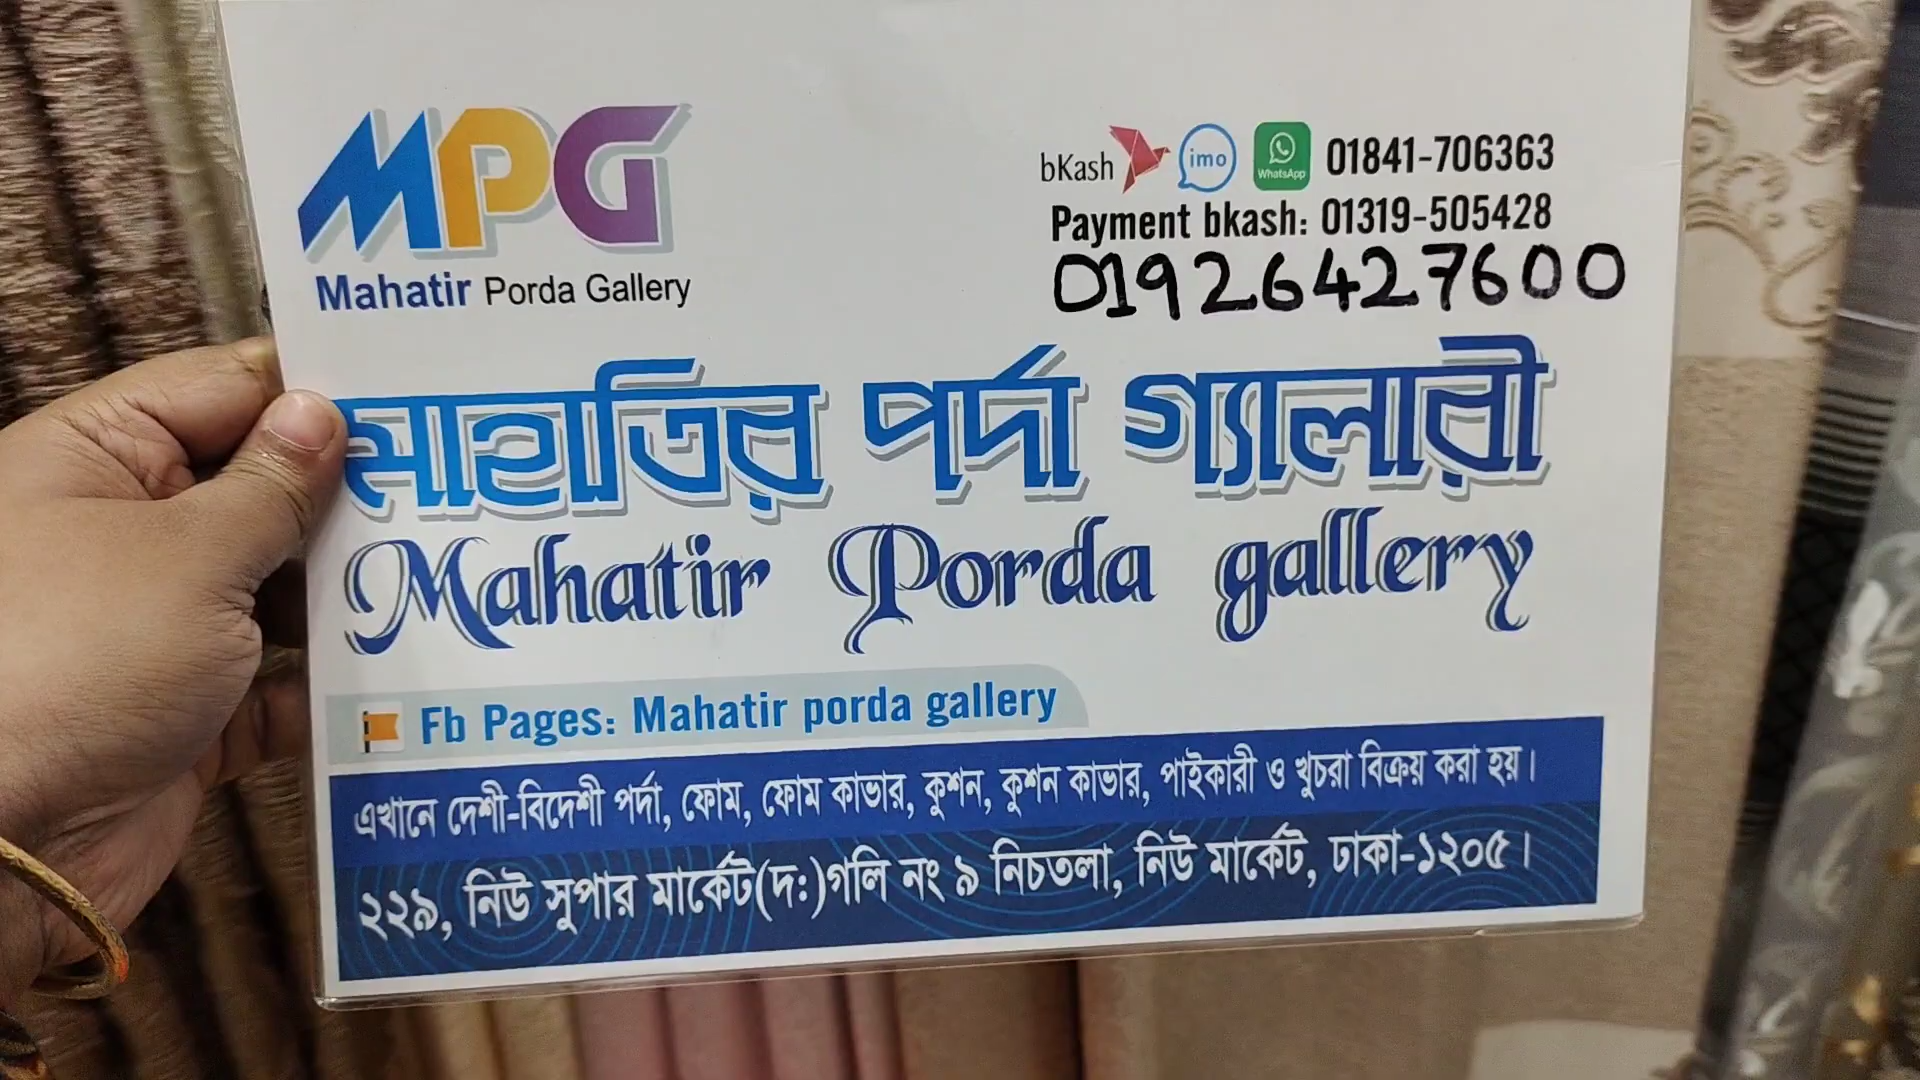 MPG
Mahatir Porda Gallery
bKash imo WhatsApp 01841-706363
Payment bkash: 01319-505428
01926427600
মাহাতির পর্দা গ্যালারী
Mahatir Porda gallery
Fb Pages: Mahatir porda gallery
এখানে দেশী-বিদেশী পর্দা, ফোম, ফোম কাভার, কুশন, কুশন কাভার, পাইকারী ও খুচরা বিক্রয় করা হয়।
২২৯, নিউ সুপার মার্কেট(দ:)গলি নং ৯ নিচতলা, নিউ মার্কেট, ঢাকা-১২০৫।